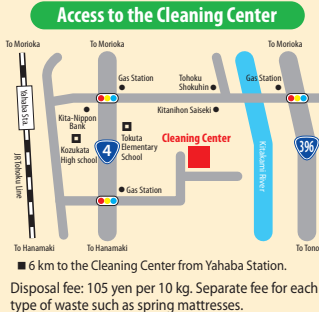 Access to the Cleaning Center
To Morioka
To Morioka
To Morioka
Gas Station
Tohoku
Shokuhin
Gas Station
Yahaba Sta.
Kita-Nippon
Bank
Kitanihon Saiseki
Kozukata
High school
Tokuta
Elementary
School
4
Cleaning Center
Kitakami River
396
JR Tohoku Line
Gas Station
To Hanamaki
To Hanamaki
To Tono
■ 6 km to the Cleaning Center from Yahaba Station.
Disposal fee: 105 yen per 10 kg. Separate fee for each
type of waste such as spring mattresses.